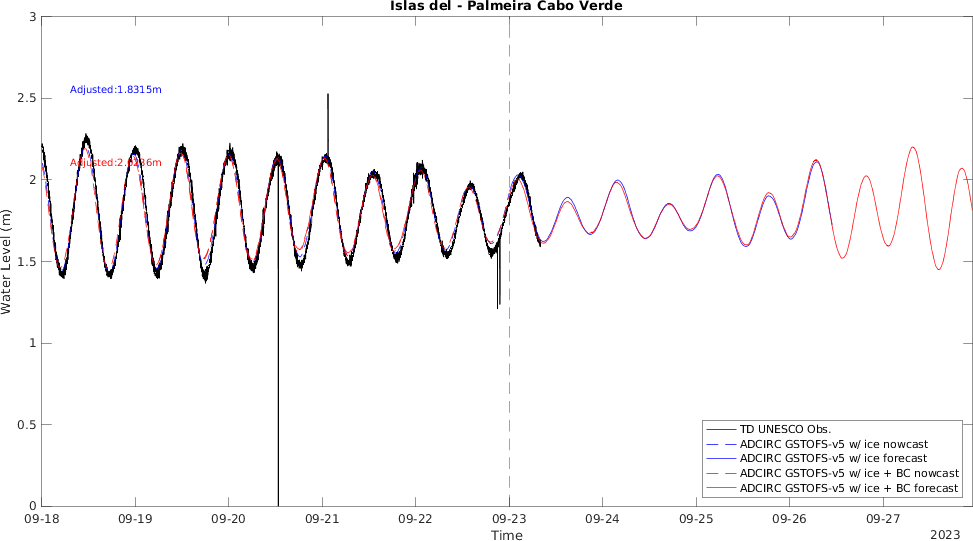 Islas del - Palmeira Cabo Verde
3
2.5
2
1.5
1
0.5
0
Water Level (m)
Adjusted:1.8315m
TD UNESCO Obs.
ADCIRC GSTOFS-v5 w/ ice nowcast
ADCIRC GSTOFS-v5 w/ ice forecast
ADCIRC GSTOFS-v5 w/ ice + BC nowcast
ADCIRC GSTOFS-v5 w/ ice + BC forecast
09-18 09-19 09-20 09-21 09-22 09-23 09-24 09-25 09-26 09-27
Time
2023